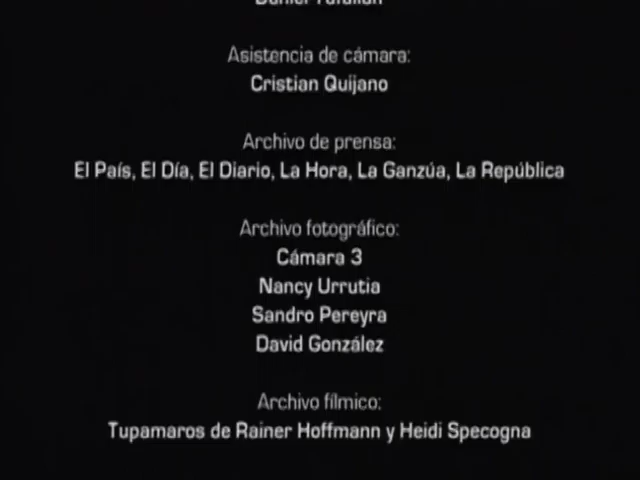 Asistencia de cámara:
Cristian Quijano
Archivo de prensa:
El País, El Día, El Diario, La Hora, La Ganzúa, La República
Archivo fotográfico:
Cámara 3
Nancy Urrutia
Sandro Pereyra
David González
Archivo fílmico:
Tupamaros de Rainer Hoffmann y Heidi Specogna